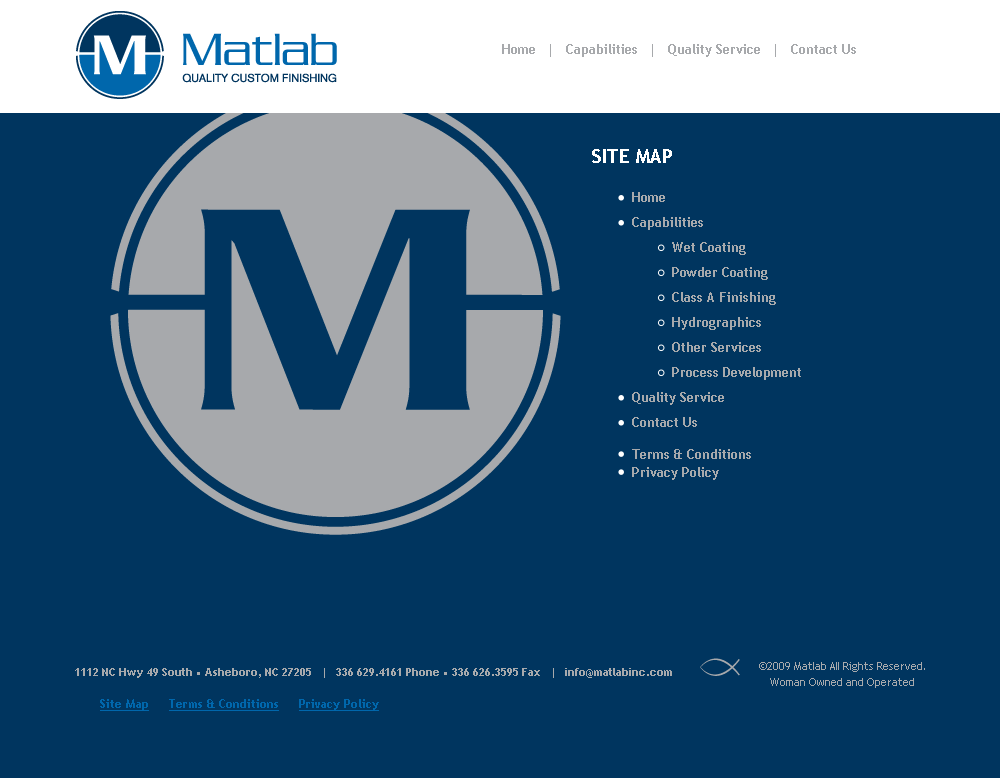 M
Matlab
QUALITY CUSTOM FINISHING
Home | Capabilities | Quality Service | Contact Us
M
SITE MAP
Home
Capabilities
Wet Coating
Powder Coating
Class A Finishing
Hydrographics
Other Services
Process Development
Quality Service
Contact Us
Terms & Conditions
Privacy Policy
1112 NC Hwy 49 South • Asheboro, NC 27205 | 336 629.4161 Phone • 336 626.3595 Fax | info@matlabinc.com
©2009 Matlab All Rights Reserved.
Woman Owned and Operated
Site Map Terms & Conditions Privacy Policy